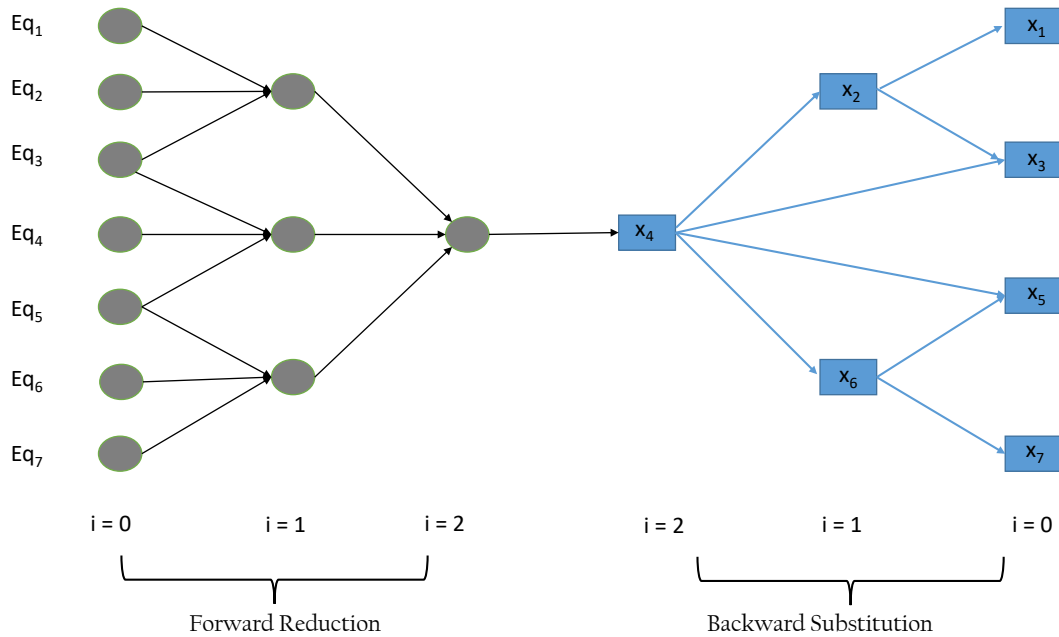 Eq₁
x₁
Eq₂
x₂
Eq₃
x₃
Eq₄
x₄
Eq₅
x₅
Eq₆
x₆
Eq₇
x₇
i = 0 i = 1 i = 2 i = 2 i = 1 i = 0
Forward Reduction Backward Substitution